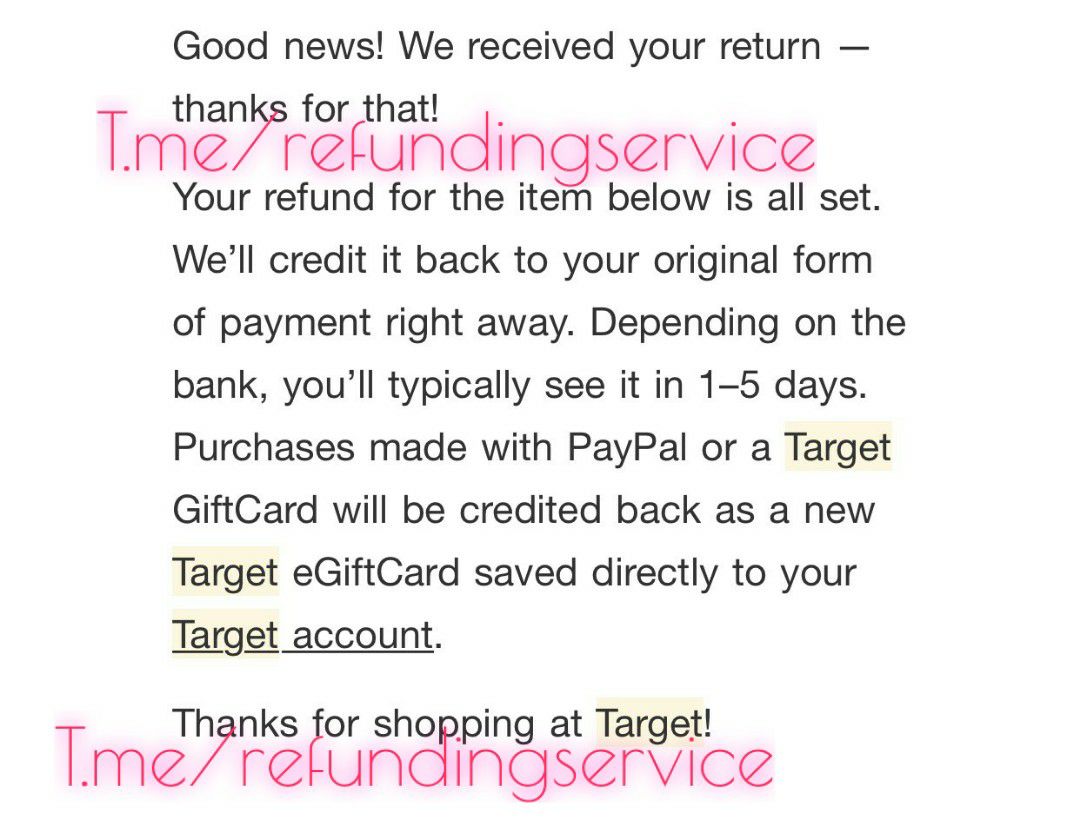 Good news! We received your return —
thanks for that!
T.me/refundingservice
Your refund for the item below is all set.
We’ll credit it back to your original form
of payment right away. Depending on the
bank, you’ll typically see it in 1–5 days.
Purchases made with PayPal or a Target
GiftCard will be credited back as a new
Target eGiftCard saved directly to your
Target account.
Thanks for shopping at Target!
T.me/refundingservice